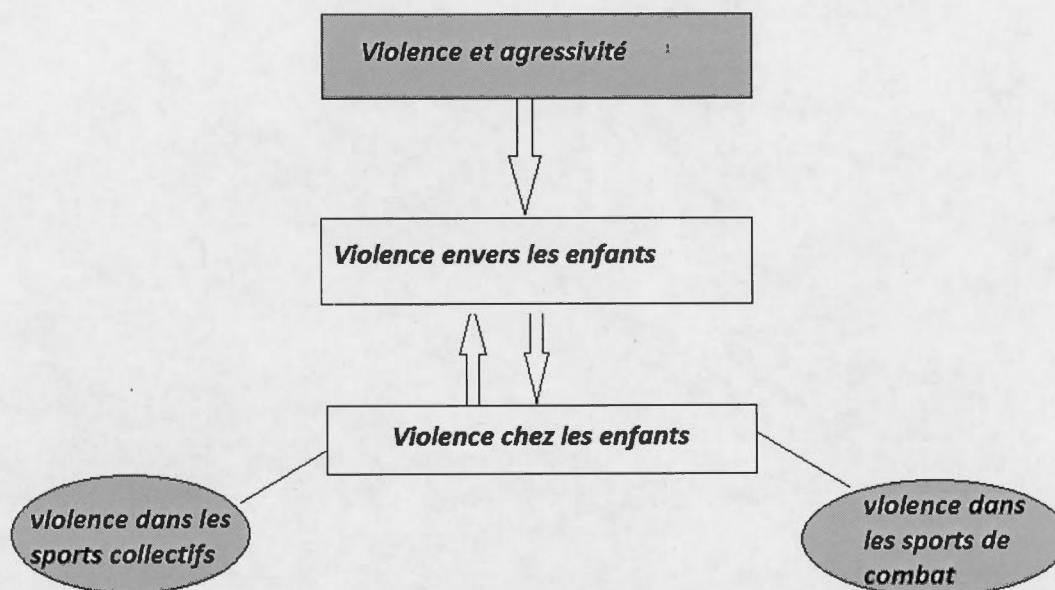 Violence et agressivité
Violence envers les enfants
Violence chez les enfants
violence dans les
sports collectifs
violence dans
les sports de
combat